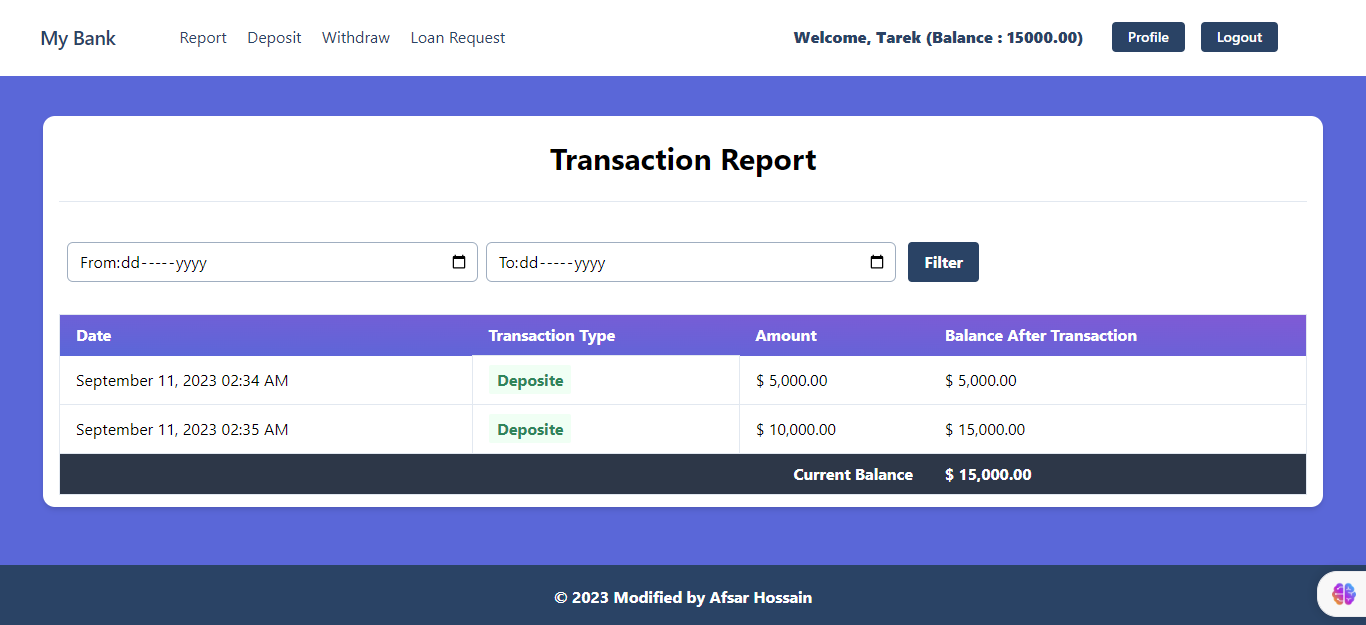 My Bank Report Deposit Withdraw Loan Request Welcome, Tarek (Balance : 15000.00) Profile Logout
Transaction Report
From:dd-----yyyy To:dd-----yyyy Filter
Date Transaction Type Amount Balance After Transaction
September 11, 2023 02:34 AM Deposite $ 5,000.00 $ 5,000.00
September 11, 2023 02:35 AM Deposite $ 10,000.00 $ 15,000.00
Current Balance $ 15,000.00
© 2023 Modified by Afsar Hossain